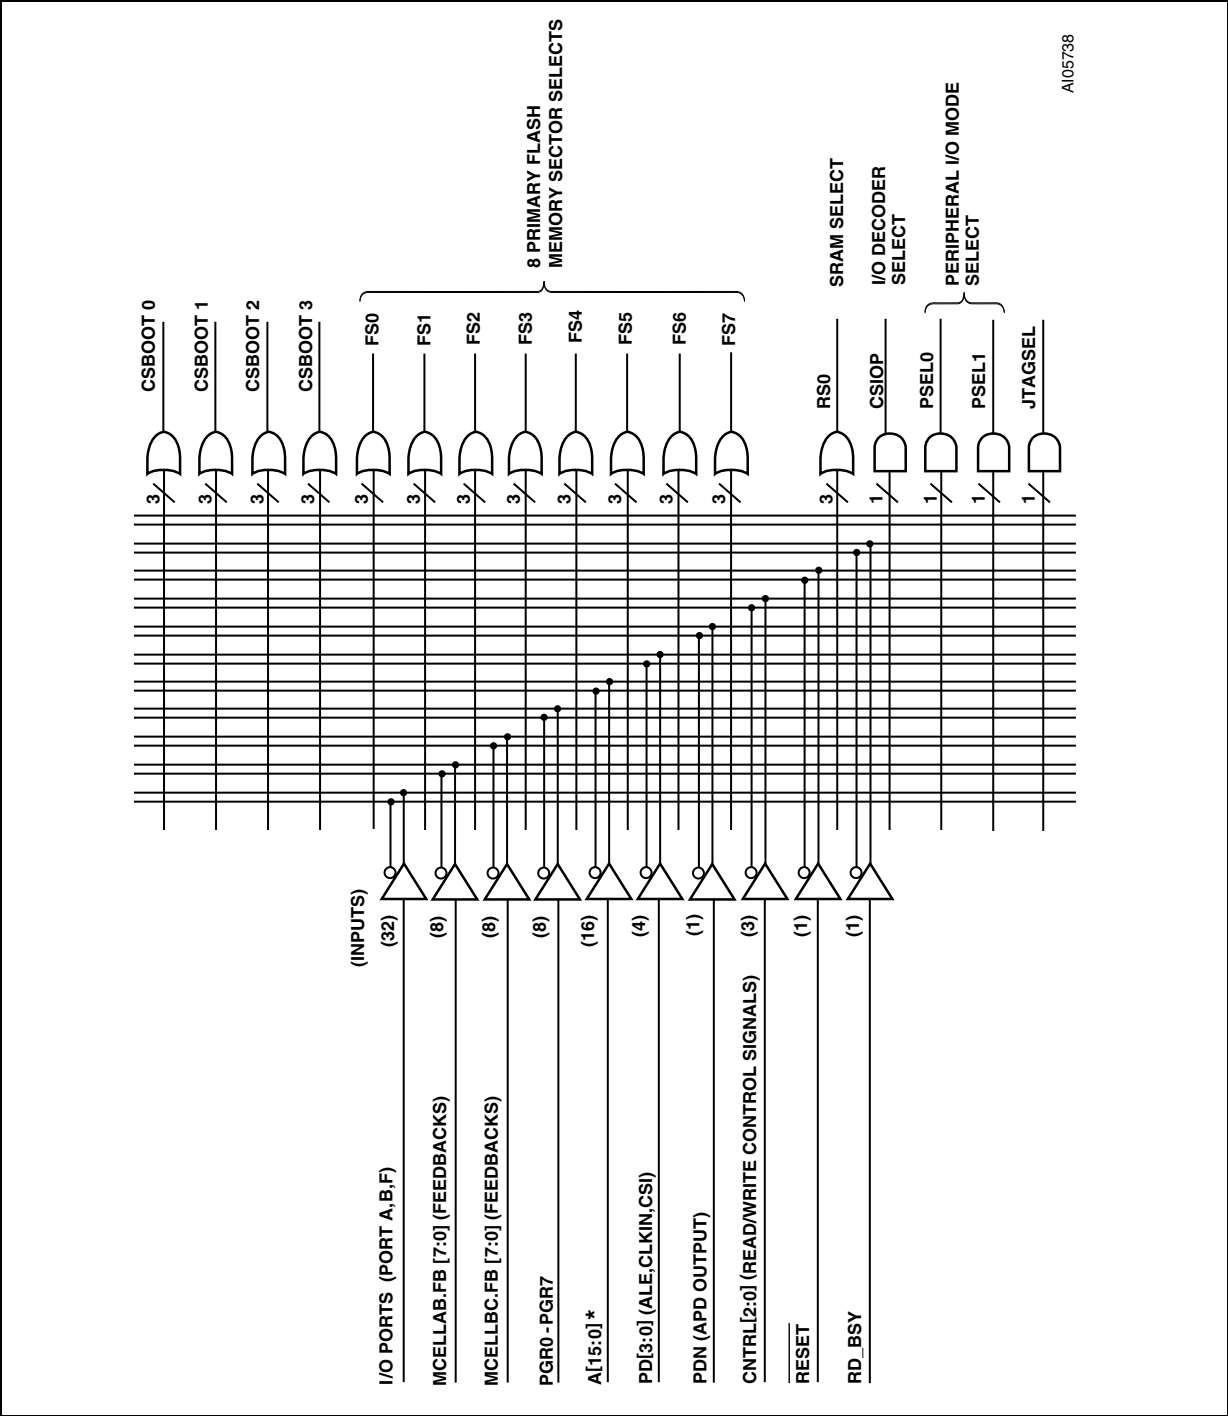 (INPUTS)
I/O PORTS (PORT A,B,F)
(32)
MCELLAB.FB [7:0] (FEEDBACKS)
(8)
MCELLBC.FB [7:0] (FEEDBACKS)
(8)
PGR0 -PGR7
(8)
A[15:0] *
(16)
PD[3:0] (ALE,CLKIN,CSI)
(4)
PDN (APD OUTPUT)
(1)
CNTRL[2:0] (READ/WRITE CONTROL SIGNALS)
(3)
RESET
(1)
RD_BSY
(1)
3
CSBOOT 0
3
CSBOOT 1
3
CSBOOT 2
3
CSBOOT 3
3
FS0
3
FS1
3
FS2
3
FS3
3
FS4
3
FS5
3
FS6
3
FS7
8 PRIMARY FLASH
MEMORY SECTOR SELECTS
3
RS0
SRAM SELECT
1
CSIOP
I/O DECODER
SELECT
1
PSEL0
1
PSEL1
PERIPHERAL I/O MODE
SELECT
1
JTAGSEL
AI05738